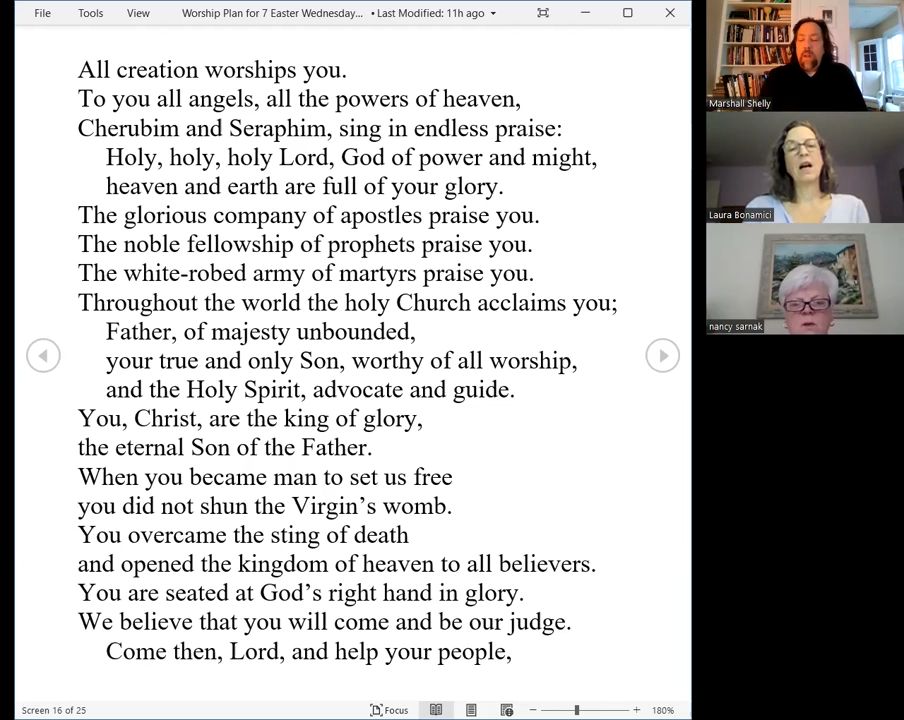 File Tools View Worship Plan for 7 Easter Wednesday... • Last Modified: 11h ago
All creation worships you.
To you all angels, all the powers of heaven,
Cherubim and Seraphim, sing in endless praise:
Holy, holy, holy Lord, God of power and might,
heaven and earth are full of your glory.
The glorious company of apostles praise you.
The noble fellowship of prophets praise you.
The white-robed army of martyrs praise you.
Throughout the world the holy Church acclaims you;
Father, of majesty unbounded,
your true and only Son, worthy of all worship,
and the Holy Spirit, advocate and guide.
You, Christ, are the king of glory,
the eternal Son of the Father.
When you became man to set us free
you did not shun the Virgin’s womb.
You overcame the sting of death
and opened the kingdom of heaven to all believers.
You are seated at God’s right hand in glory.
We believe that you will come and be our judge.
Come then, Lord, and help your people,
Screen 16 of 25 Focus 180%
Marshall Shelly
Laura Bonamici
nancy sarnak